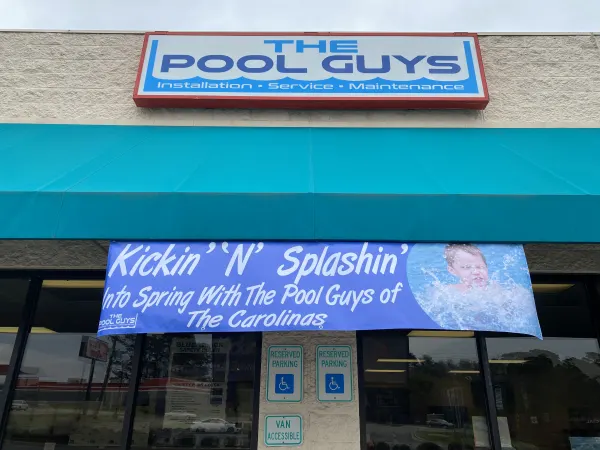 THE
POOL GUYS
Installation • Service • Maintenance
Kickin' 'N' Splashin'
Into Spring With The Pool Guys of
The Carolinas
THE
POOL GUYS
RESERVED PARKING
RESERVED PARKING
VAN
ACCESSIBLE